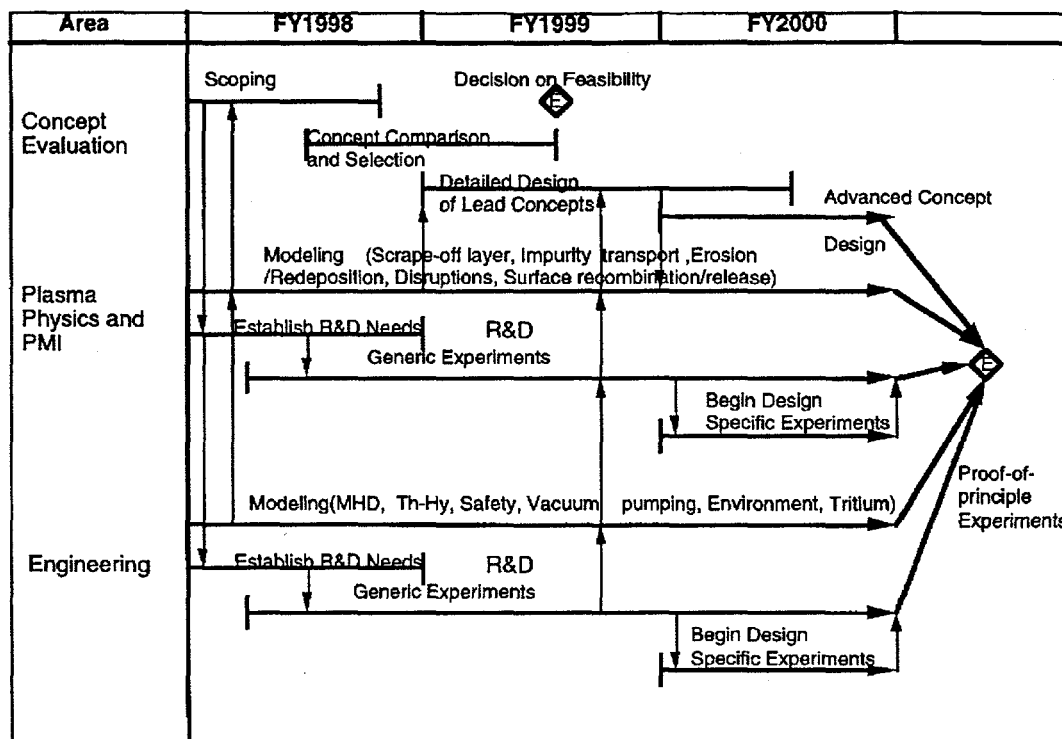 Area FY1998 FY1999 FY2000
Scoping
Decision on Feasibility
E
Concept
Evaluation
Concept Comparison
and Selection
Detailed Design
of Lead Concepts
Advanced Concept
Design
Modeling (Scrape-off layer, Impurity transport ,Erosion
/Redeposition, Disruptions, Surface recombination/release)
Plasma
Physics and
PMI
Establish R&D Needs
R&D
Generic Experiments
E
Begin Design
Specific Experiments
Proof-of-
principle
Experiments
Modeling(MHD, Th-Hy, Safety, Vacuum pumping, Environment, Tritium)
Engineering
Establish R&D Needs
R&D
Generic Experiments
Begin Design
Specific Experiments